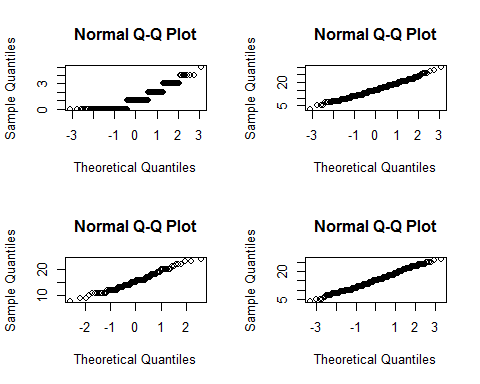 Normal Q-Q Plot
Sample Quantiles
0 3
-3 -1 0 1 2 3
Theoretical Quantiles
Normal Q-Q Plot
Sample Quantiles
5 20
-3 -1 0 1 2 3
Theoretical Quantiles
Normal Q-Q Plot
Sample Quantiles
10 20
-2 -1 0 1 2
Theoretical Quantiles
Normal Q-Q Plot
Sample Quantiles
5 20
-3 -1 0 1 2 3
Theoretical Quantiles